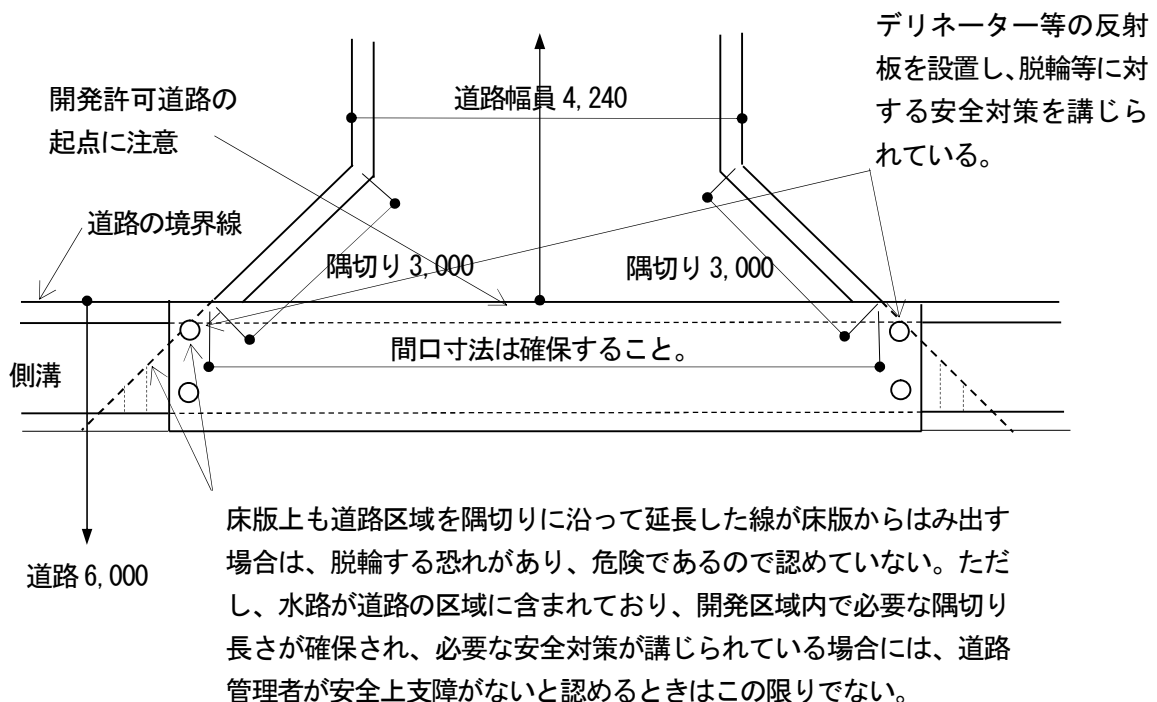 デリネーター等の反射
板を設置し、脱輪等に対
する安全対策を講じら
れている。
開発許可道路の
起点に注意
道路幅員 4,240
道路の境界線
隅切り 3,000
隅切り 3,000
間口寸法は確保すること。
側溝
道路 6,000
床版上も道路区域を隅切りに沿って延長した線が床版からはみ出す
場合は、脱輪する恐れがあり、危険であるので認めていない。ただ
し、水路が道路の区域に含まれており、開発区域内で必要な隅切り
長さが確保され、必要な安全対策が講じられている場合には、道路
管理者が安全上支障がないと認めるときはこの限りでない。